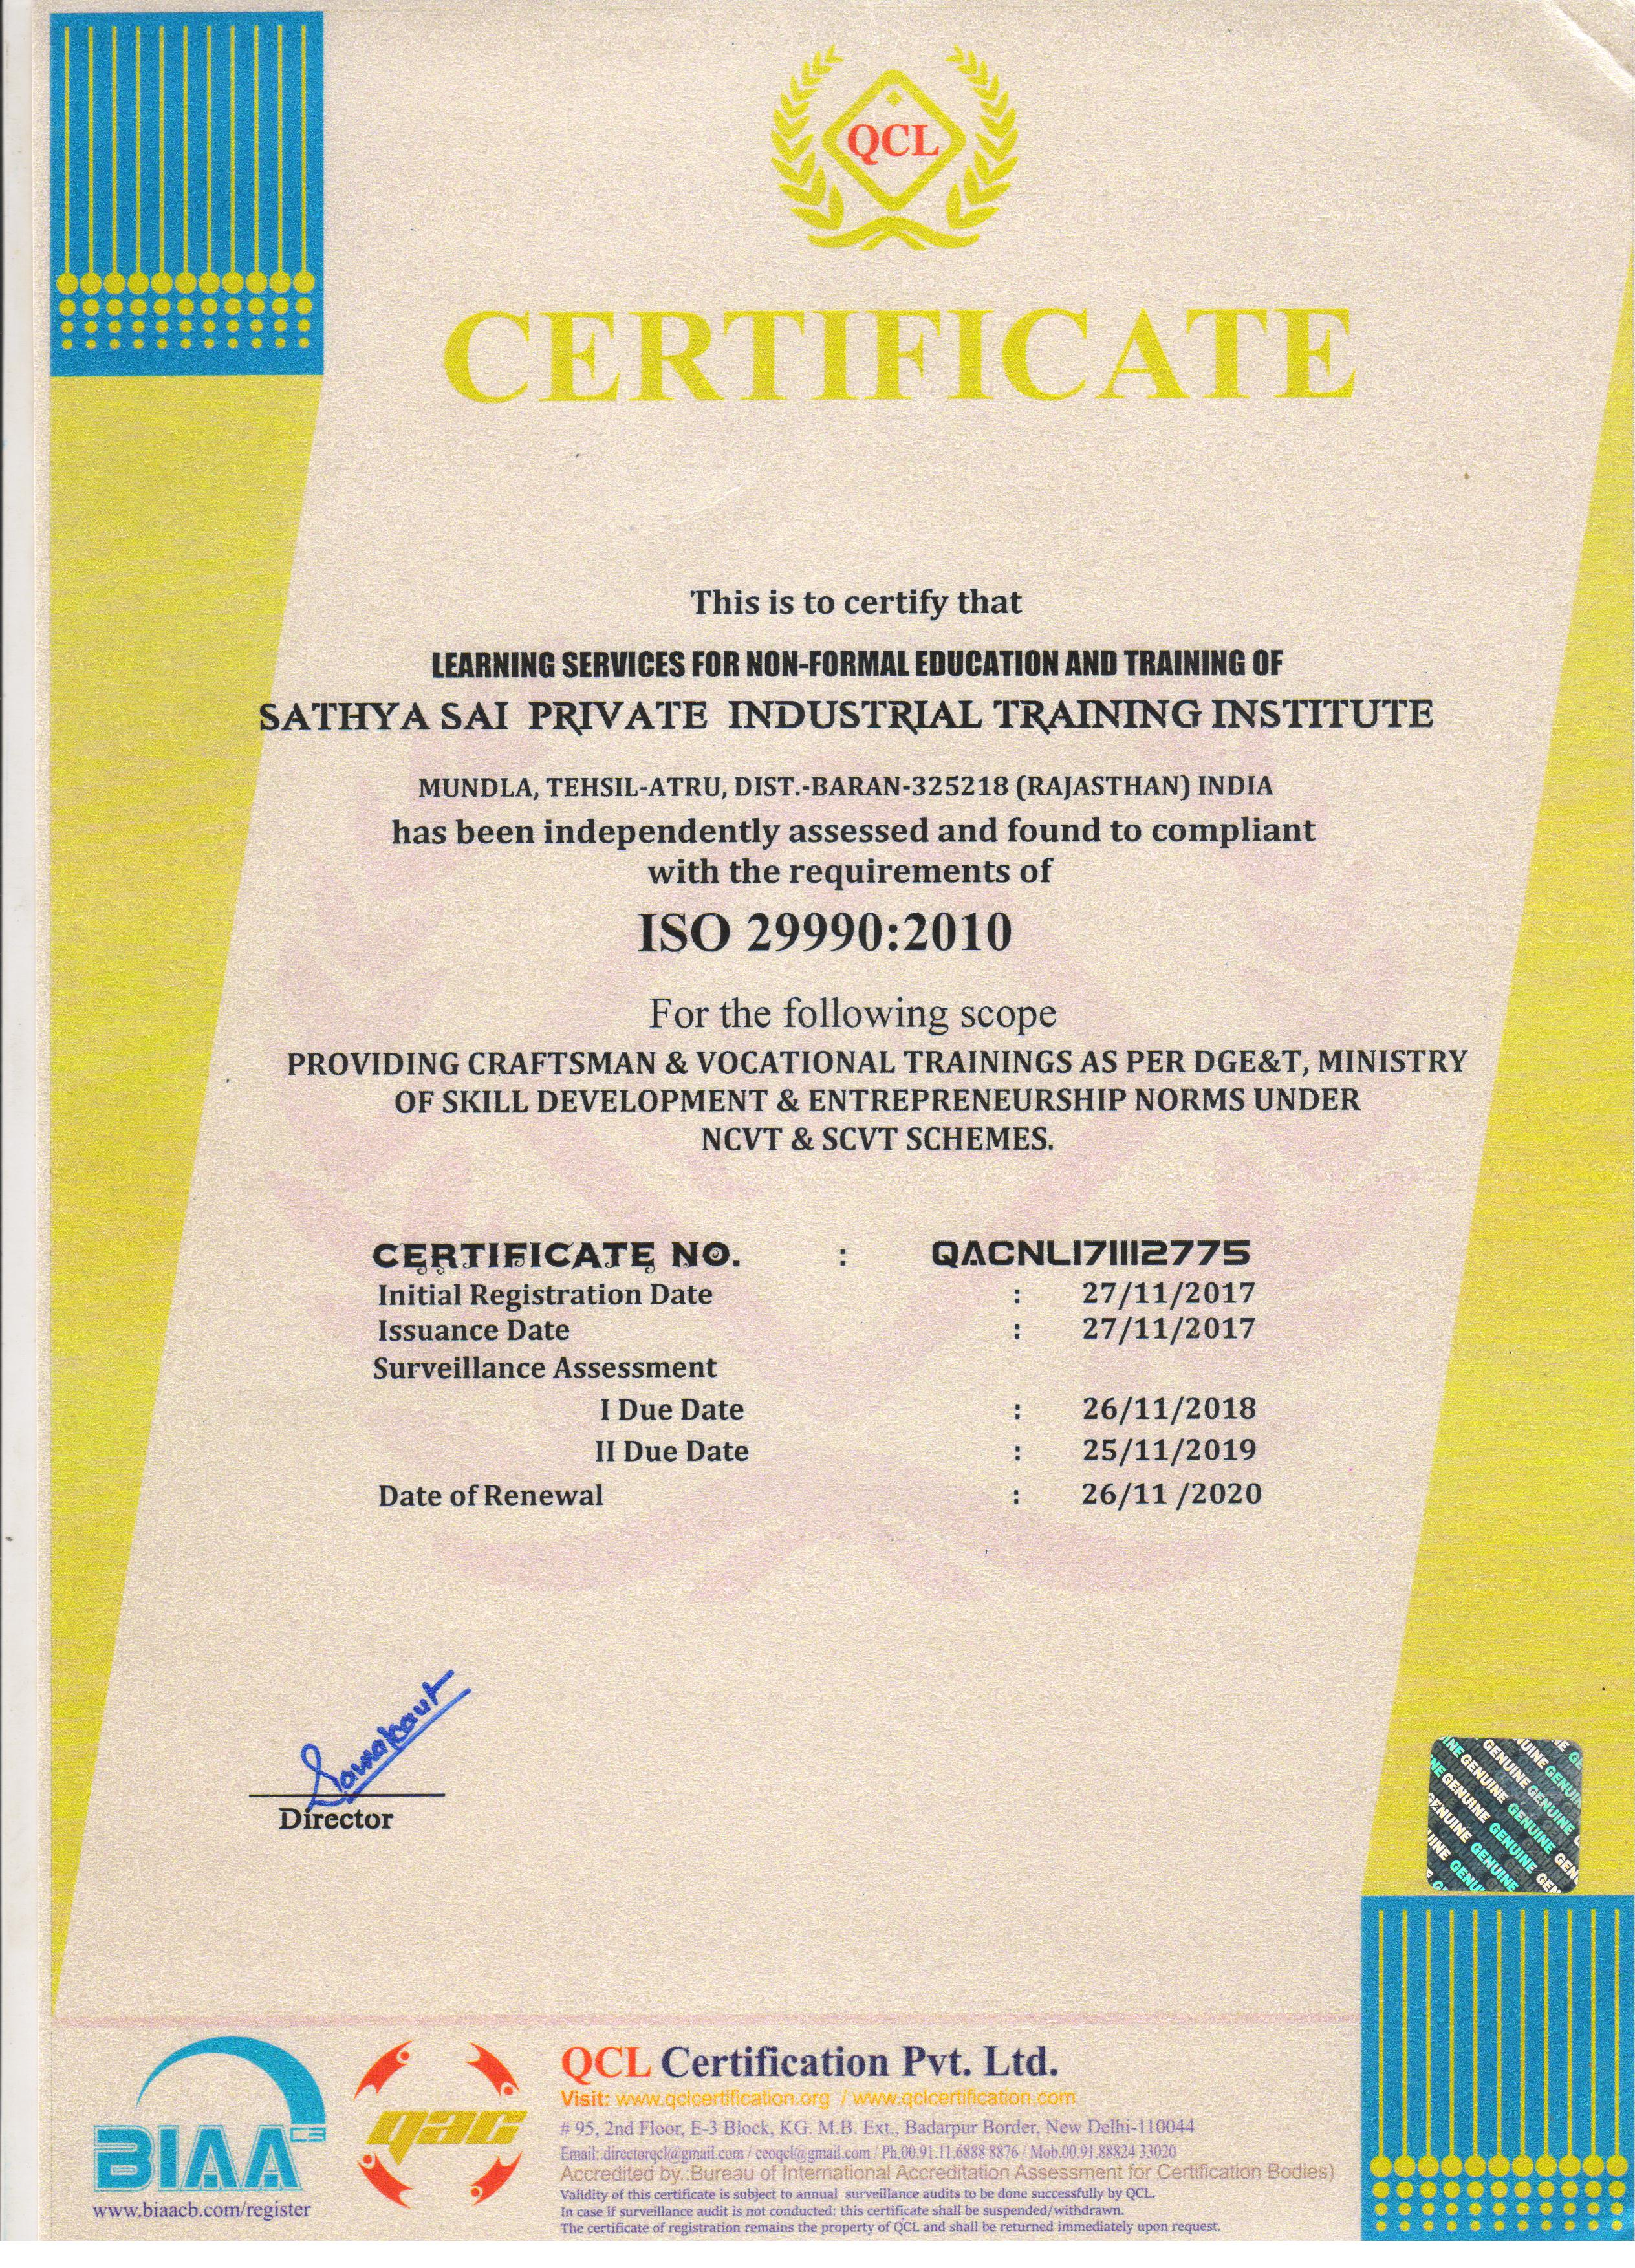 QCL
CERTIFICATE
This is to certify that
LEARNING SERVICES FOR NON-FORMAL EDUCATION AND TRAINING OF
SATHYA SAI PRIVATE INDUSTRIAL TRAINING INSTITUTE
MUNDLA, TEHSIL-ATRU, DIST.-BARAN-325218 (RAJASTHAN) INDIA
has been independently assessed and found to compliant
with the requirements of
ISO 29990:2010
For the following scope
PROVIDING CRAFTSMAN & VOCATIONAL TRAININGS AS PER DGE&T, MINISTRY
OF SKILL DEVELOPMENT & ENTREPRENEURSHIP NORMS UNDER
NCVT & SCVT SCHEMES.
CERTIFICATE NO. : QACNL171112775
Initial Registration Date : 27/11/2017
Issuance Date : 27/11/2017
Surveillance Assessment
I Due Date : 26/11/2018
II Due Date : 25/11/2019
Date of Renewal : 26/11 /2020
Director
GENUINE
BIAA CB
www.biaacb.com/register
qac
QCL Certification Pvt. Ltd.
Visit: www.qclcertification.org / www.qclcertification.com
# 95, 2nd Floor, E-3 Block, KG. M.B. Ext., Badarpur Border, New Delhi-110044
Email:.directorqcl@gmail.com / ceoqcl@gmail.com / Ph.00.91.11.6888 8876 / Mob.00.91.88824 33020
Accredited by.:Bureau of International Accreditation Assessment for Certification Bodies)
Validity of this certificate is subject to annual surveillance audits to be done successfully by QCL.
In case if surveillance audit is not conducted: this certificate shall be suspended/withdrawn.
The certificate of registration remains the property of QCL and shall be returned immediately upon request.